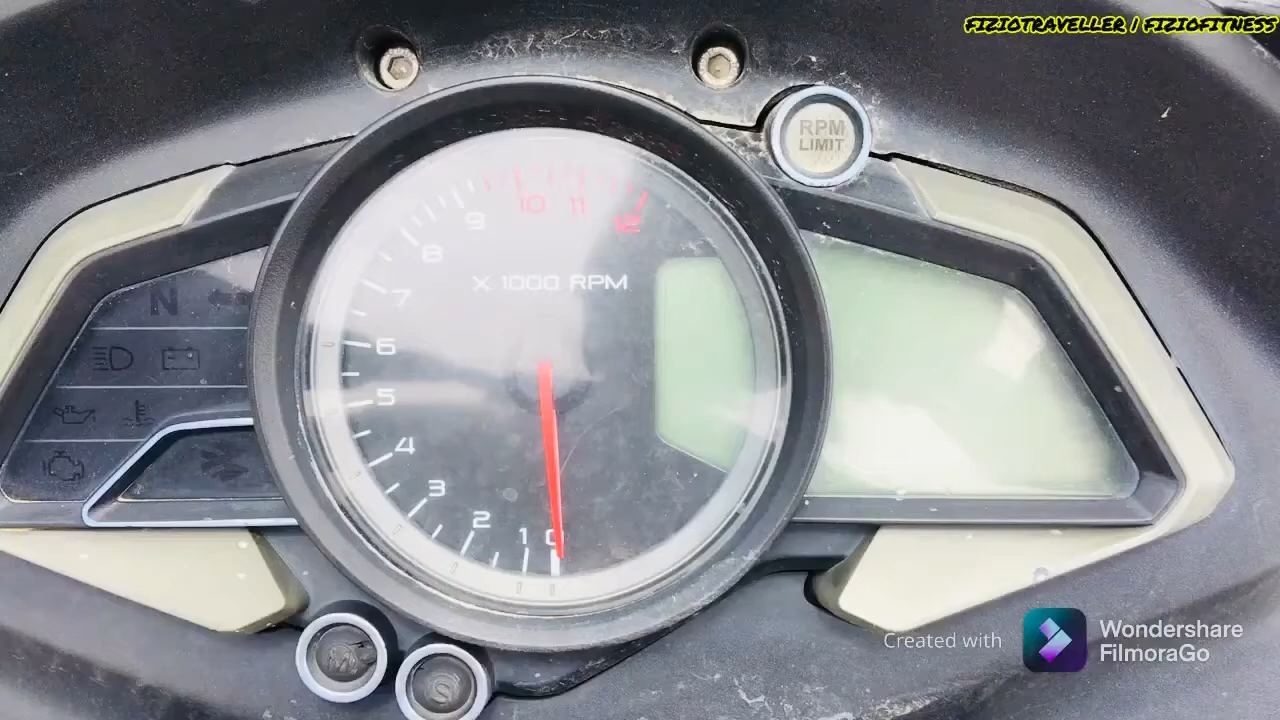 FIZIOTRAVELLER / FIZIOFITNESS
RPM
LIMIT
9
10
11
12
8
X 1000 RPM
7
6
5
4
3
2
1
0
N
M
S
Created with
Wondershare
FilmoraGo